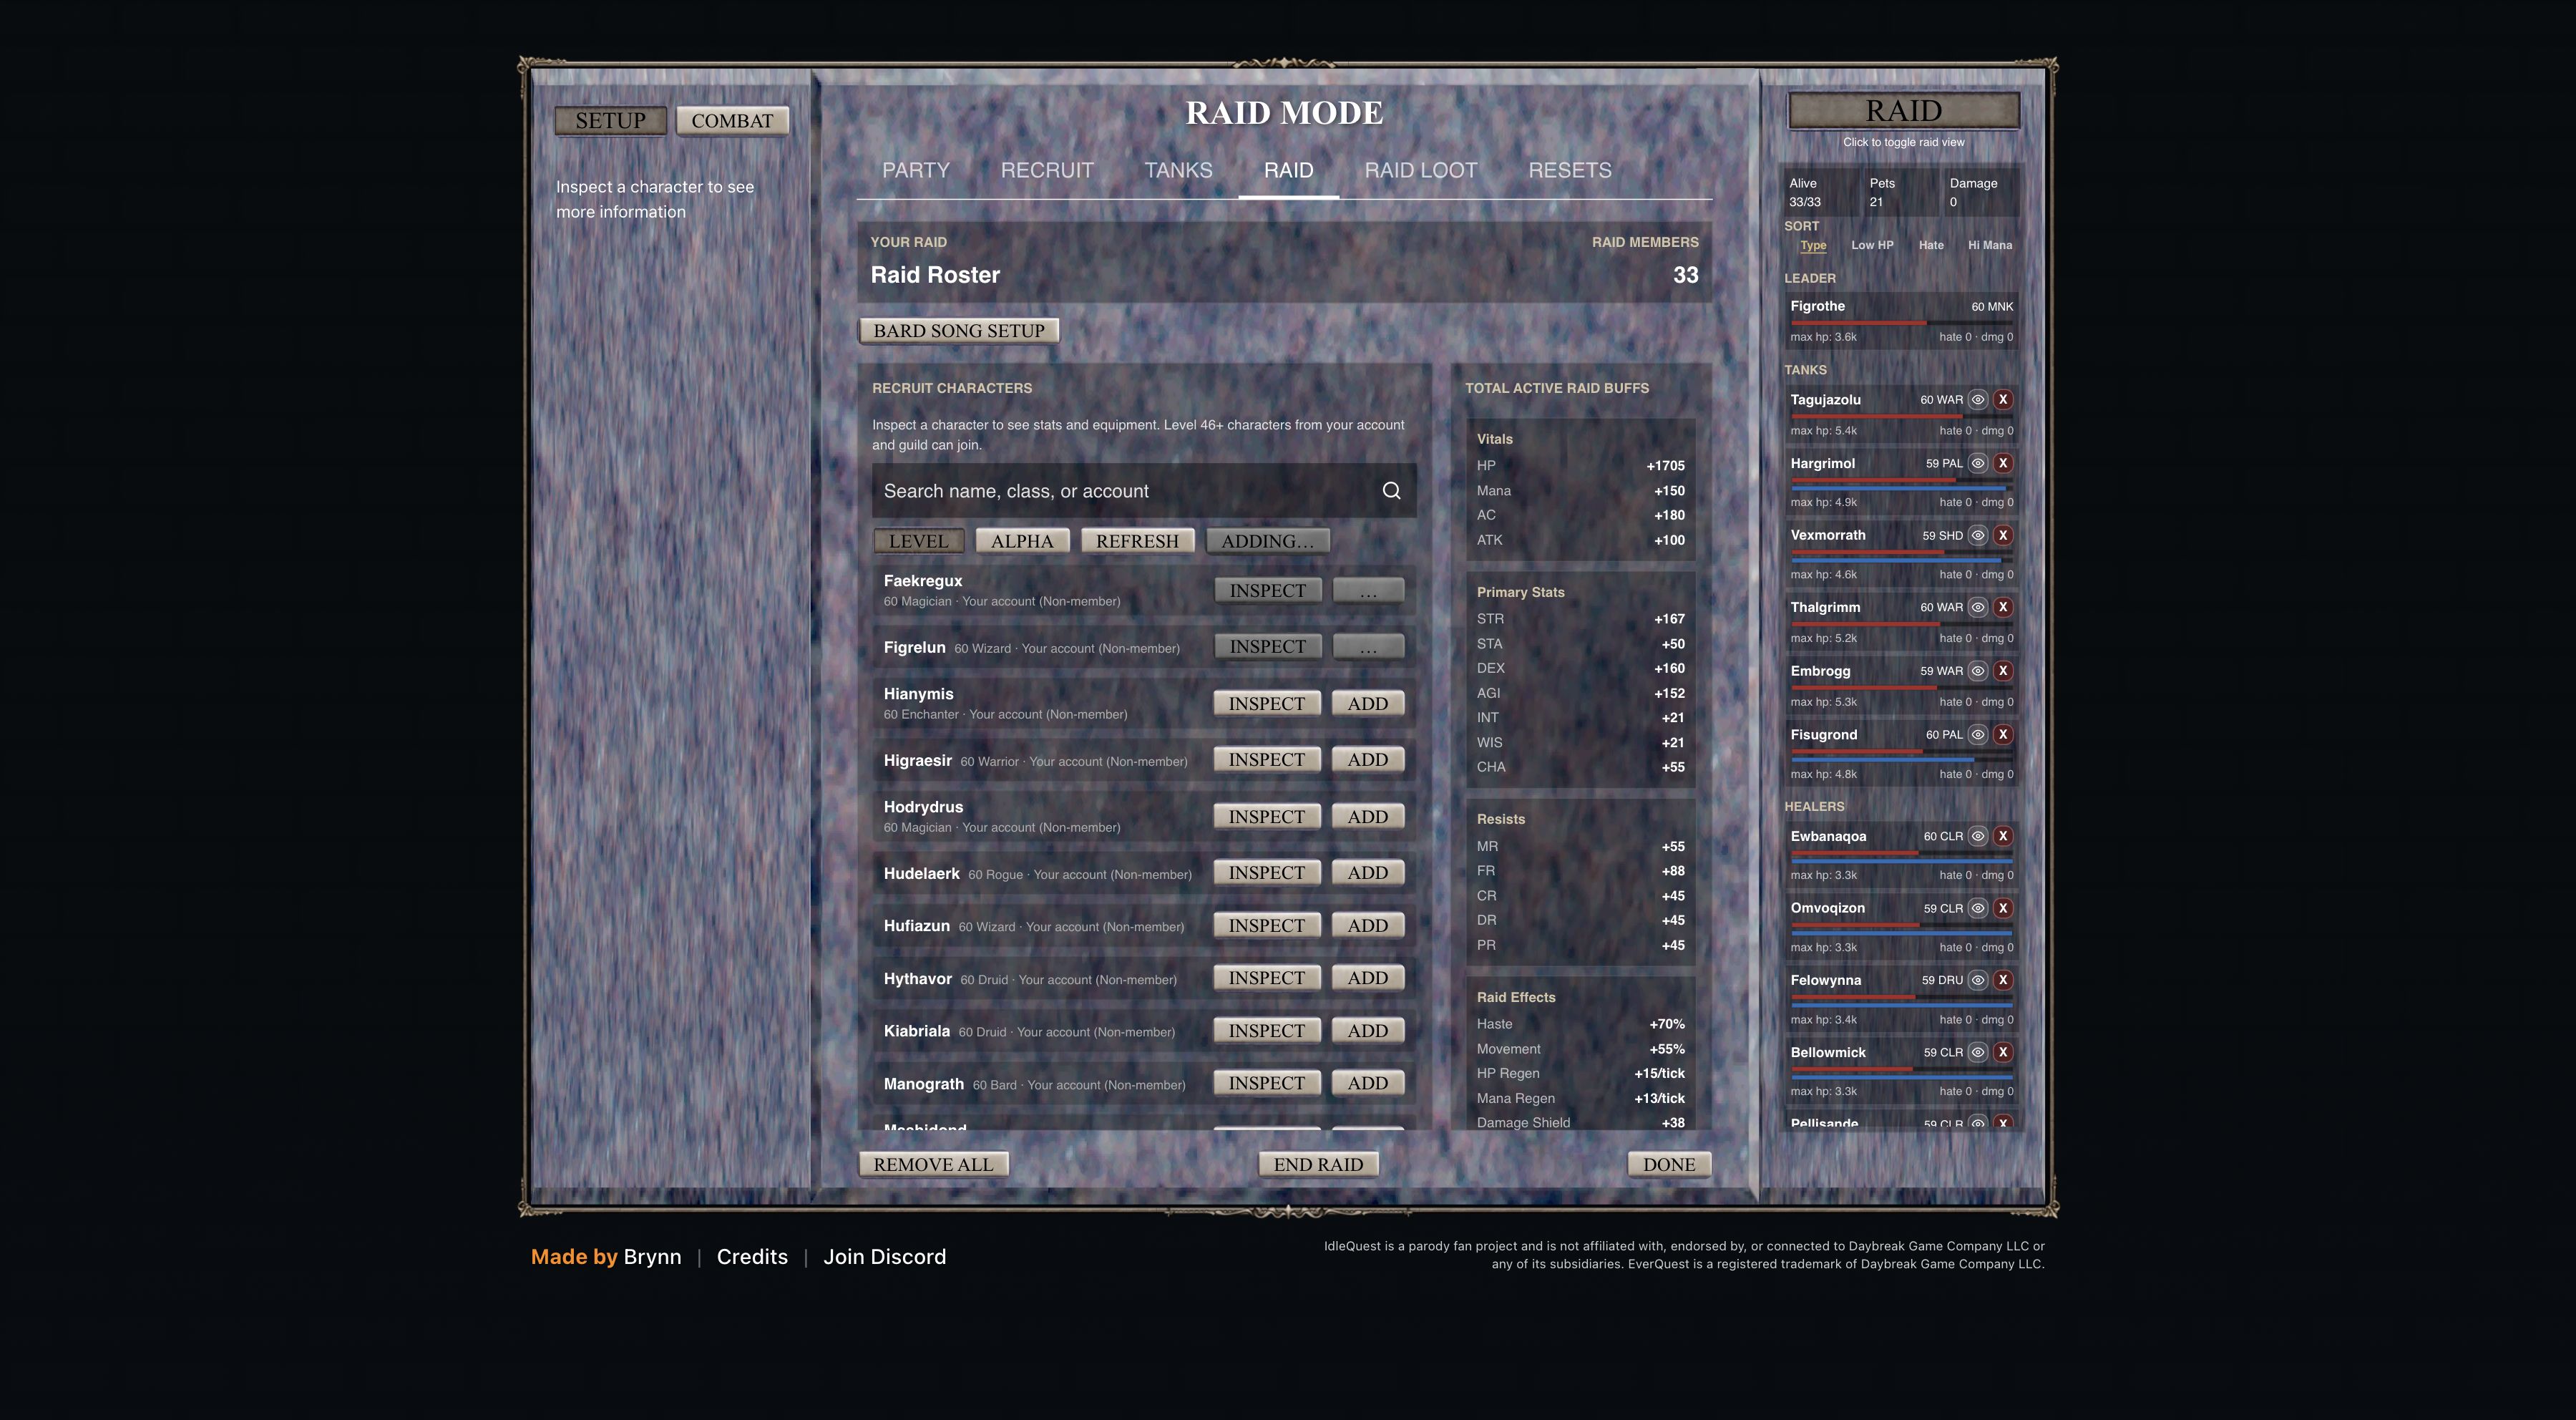 SETUP
COMBAT
Inspect a character to see
more information
RAID MODE
PARTY
RECRUIT
TANKS
RAID
RAID LOOT
RESETS
YOUR RAID
RAID MEMBERS
Raid Roster
33
BARD SONG SETUP
RECRUIT CHARACTERS
Inspect a character to see stats and equipment. Level 46+ characters from your account
and guild can join.
Search name, class, or account
LEVEL
ALPHA
REFRESH
ADDING...
Faekregux
60 Magician · Your account (Non-member)
INSPECT
...
Figrelun 60 Wizard · Your account (Non-member)
INSPECT
...
Hianymis
60 Enchanter · Your account (Non-member)
INSPECT
ADD
Higraesir 60 Warrior · Your account (Non-member)
INSPECT
ADD
Hodrydrus
60 Magician · Your account (Non-member)
INSPECT
ADD
Hudelaerk 60 Rogue · Your account (Non-member)
INSPECT
ADD
Hufiazun 60 Wizard · Your account (Non-member)
INSPECT
ADD
Hythavor 60 Druid · Your account (Non-member)
INSPECT
ADD
Kiabriala 60 Druid · Your account (Non-member)
INSPECT
ADD
Manograth 60 Bard · Your account (Non-member)
INSPECT
ADD
TOTAL ACTIVE RAID BUFFS
Vitals
HP +1705
Mana +150
AC +180
ATK +100
Primary Stats
STR +167
STA +50
DEX +160
AGI +152
INT +21
WIS +21
CHA +55
Resists
MR +55
FR +88
CR +45
DR +45
PR +45
Raid Effects
Haste +70%
Movement +55%
HP Regen +15/tick
Mana Regen +13/tick
Damage Shield +38
REMOVE ALL
END RAID
DONE
RAID
Click to toggle raid view
Alive Pets Damage
33/33 21 0
SORT
Type Low HP Hate Hi Mana
LEADER
Figrothe 60 MNK
max hp: 3.6k hate 0 · dmg 0
TANKS
Tagujazolu 60 WAR X
max hp: 5.4k hate 0 · dmg 0
Hargrimol 59 PAL X
max hp: 4.9k hate 0 · dmg 0
Vexmorrath 59 SHD X
max hp: 4.6k hate 0 · dmg 0
Thalgrimm 60 WAR X
max hp: 5.2k hate 0 · dmg 0
Embrogg 59 WAR X
max hp: 5.3k hate 0 · dmg 0
Fisugrond 60 PAL X
max hp: 4.8k hate 0 · dmg 0
HEALERS
Ewbanaqoa 60 CLR X
max hp: 3.3k hate 0 · dmg 0
Omvoqizon 59 CLR X
max hp: 3.3k hate 0 · dmg 0
Felowynna 59 DRU X
max hp: 3.4k hate 0 · dmg 0
Bellowmick 59 CLR X
max hp: 3.3k hate 0 · dmg 0
Pellisande 59 CLR X
Made by Brynn | Credits | Join Discord
IdleQuest is a parody fan project and is not affiliated with, endorsed by, or connected to Daybreak Game Company LLC or
any of its subsidiaries. EverQuest is a registered trademark of Daybreak Game Company LLC.